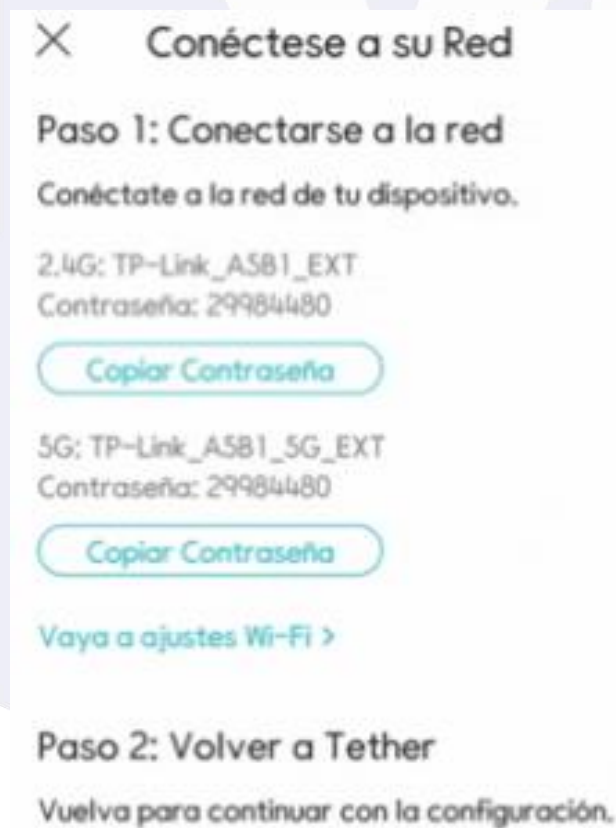 Conéctese a su Red
Paso 1: Conectarse a la red
Conéctate a la red de tu dispositivo.
2.4G: TP-Link_A5B1_EXT
Contraseña: 29984480
Copiar Contraseña
5G: TP-Link_A5B1_5G_EXT
Contraseña: 29984480
Copiar Contraseña
Vaya a ajustes Wi-Fi >
Paso 2: Volver a Tether
Vuelva para continuar con la configuración.